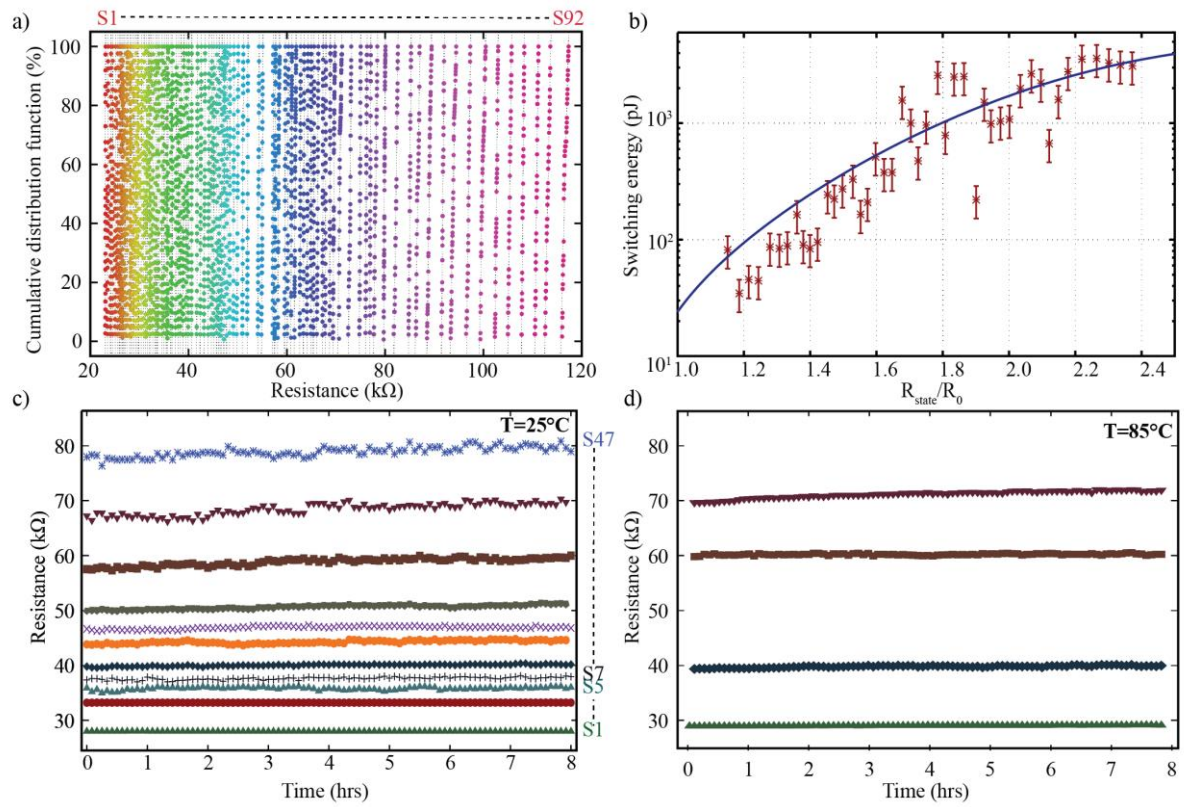 S1 S92
a)
Cumulative distribution function (%)
100
80
60
40
20
0
20 40 60 80 100 120
Resistance (kΩ)
b)
Switching energy (pJ)
10³
10²
10¹
1.0 1.2 1.4 1.6 1.8 2.0 2.2 2.4
R_state/R_0
c)
T=25°C
Resistance (kΩ)
80
70
60
50
40
30
S47
S7
S5
S1
0 1 2 3 4 5 6 7 8
Time (hrs)
d)
T=85°C
Resistance (kΩ)
80
70
60
50
40
30
0 1 2 3 4 5 6 7 8
Time (hrs)